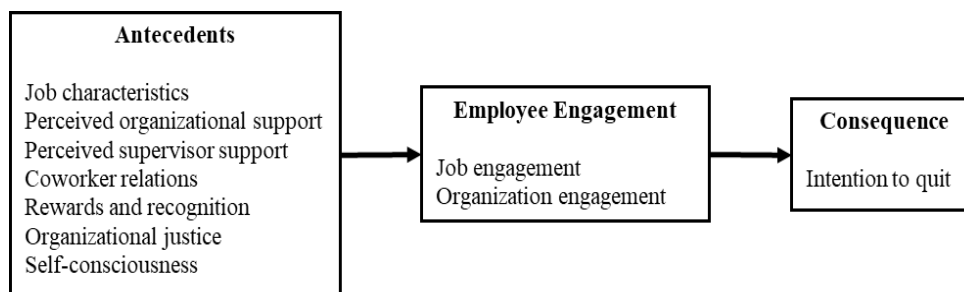 Antecedents
Job characteristics
Perceived organizational support
Perceived supervisor support
Coworker relations
Rewards and recognition
Organizational justice
Self-consciousness
Employee Engagement
Job engagement
Organization engagement
Consequence
Intention to quit